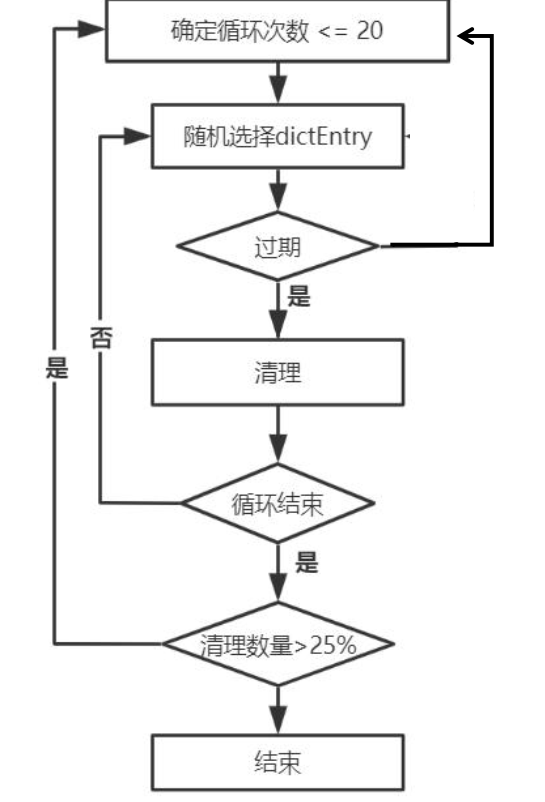 确定循环次数 <= 20
随机选择dictEntry
过期
是
否
是
清理
循环结束
是
清理数量>25%
结束